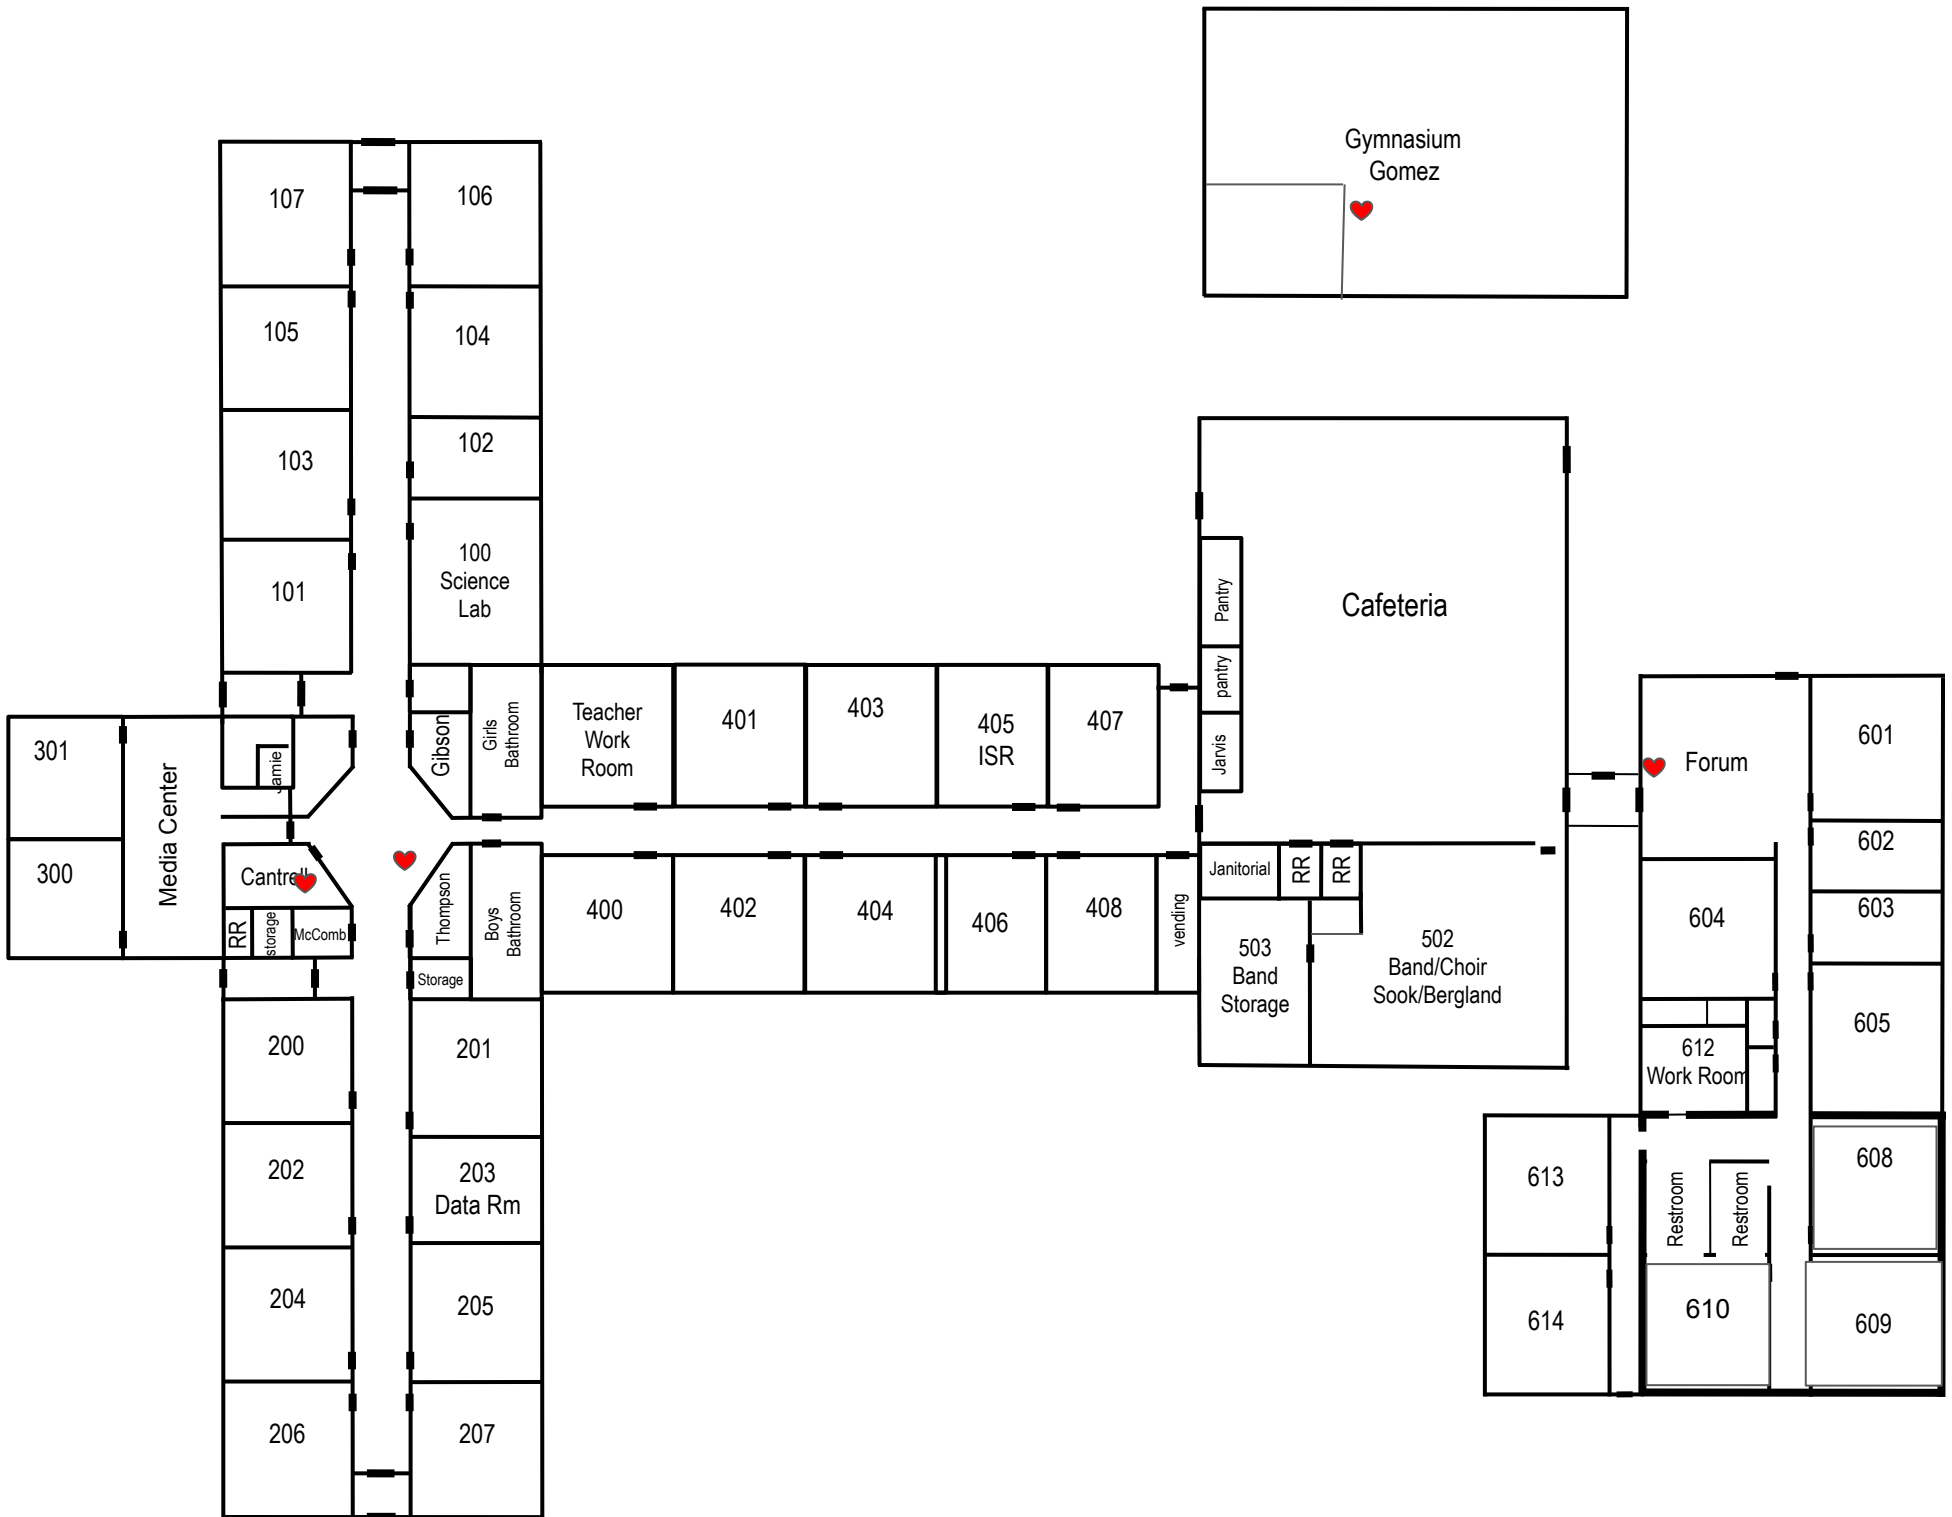 Gymnasium
Gomez
107
106
105
104
103
102
101
100
Science
Lab
Gibson
Girls
Bathroom
Teacher
Work
Room
401
403
405
ISR
407
Pantry
pantry
Jarvis
Cafeteria
301
300
Media Center
Jamie
Cantrell
RR
storage
McComb
Thompson
Storage
Boys
Bathroom
400
402
404
406
408
vending
Janitorial
RR
RR
503
Band
Storage
502
Band/Choir
Sook/Bergland
Forum
601
602
603
604
605
612
Work Room
200
201
202
203
Data Rm
204
205
206
207
613
614
Restroom
Restroom
608
610
609